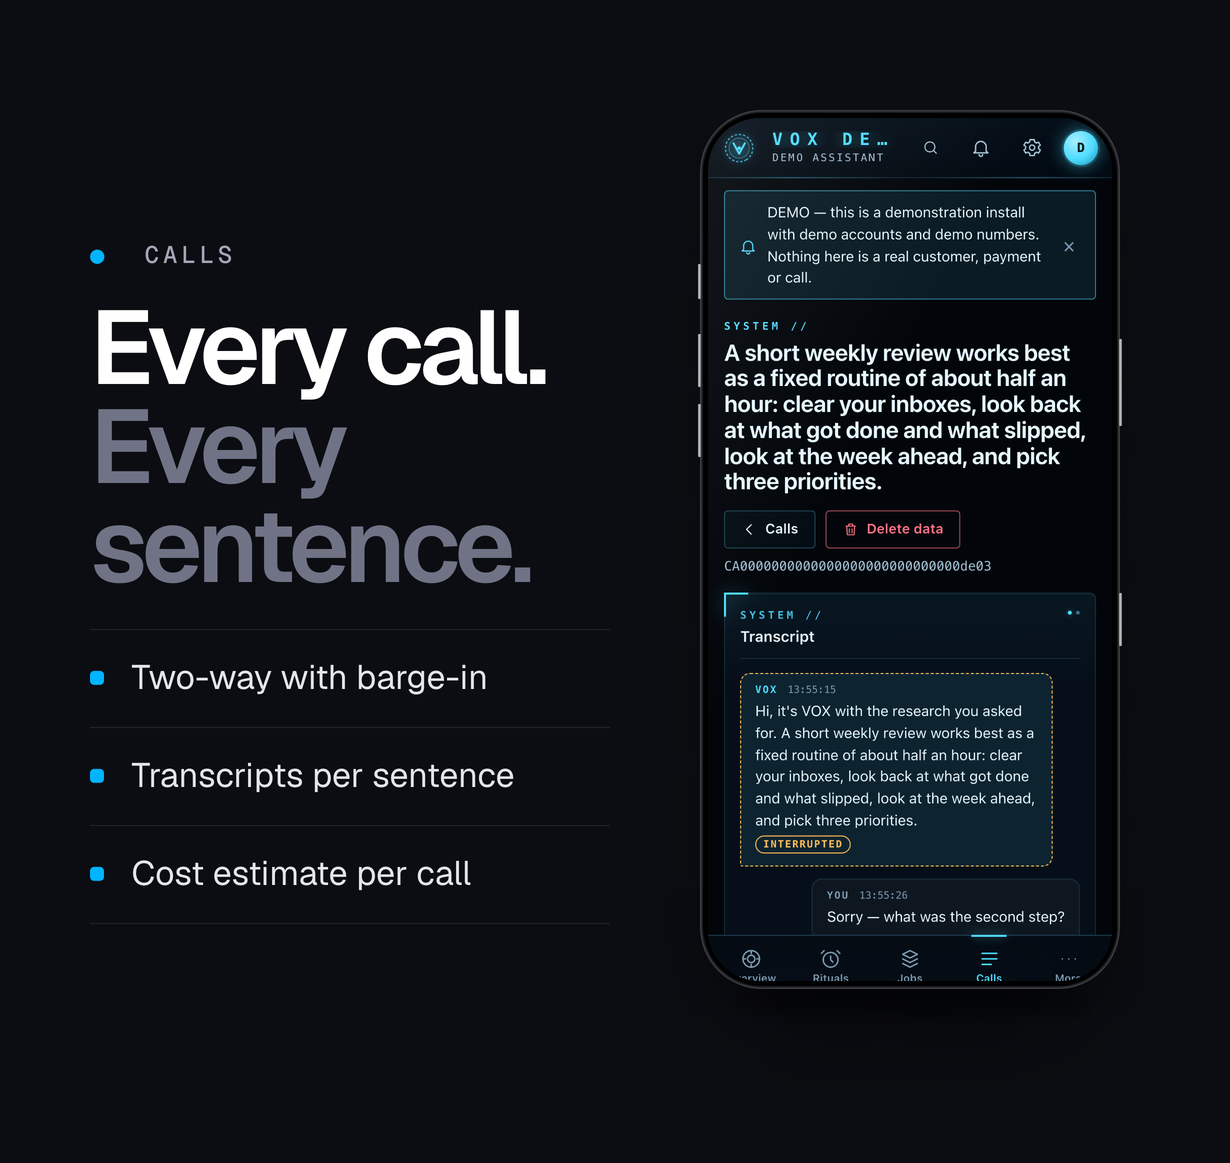 CALLS
Every call.
Every
sentence.
Two-way with barge-in
Transcripts per sentence
Cost estimate per call
VOX DE…
DEMO ASSISTANT
D
DEMO — this is a demonstration install
with demo accounts and demo numbers.
Nothing here is a real customer, payment
or call.
SYSTEM //
A short weekly review works best
as a fixed routine of about half an
hour: clear your inboxes, look back
at what got done and what slipped,
look at the week ahead, and pick
three priorities.
Calls
Delete data
CA0000000000000000000000000000de03
SYSTEM //
Transcript
VOX 13:55:15
Hi, it's VOX with the research you asked
for. A short weekly review works best as a
fixed routine of about half an hour: clear
your inboxes, look back at what got done
and what slipped, look at the week ahead,
and pick three priorities.
INTERRUPTED
YOU 13:55:26
Sorry — what was the second step?
Rituals
Jobs
Calls